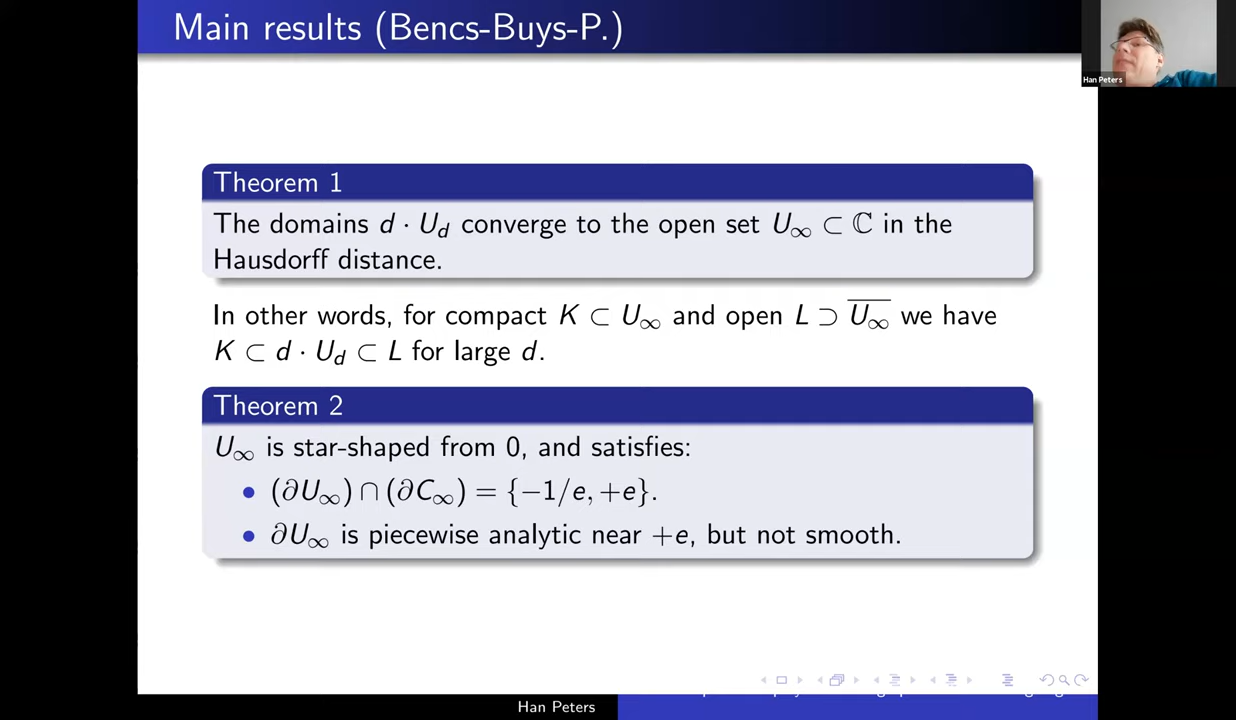 Main results (Bencs-Buys-P.)
Han Peters
Theorem 1
The domains d · U_d converge to the open set U_∞ ⊂ ℂ in the
Hausdorff distance.
In other words, for compact K ⊂ U_∞ and open L ⊃ \overline{U_∞} we have
K ⊂ d · U_d ⊂ L for large d.
Theorem 2
U_∞ is star-shaped from 0, and satisfies:
• (∂U_∞) ∩ (∂C_∞) = {−1/e, +e}.
• ∂U_∞ is piecewise analytic near +e, but not smooth.
Han Peters